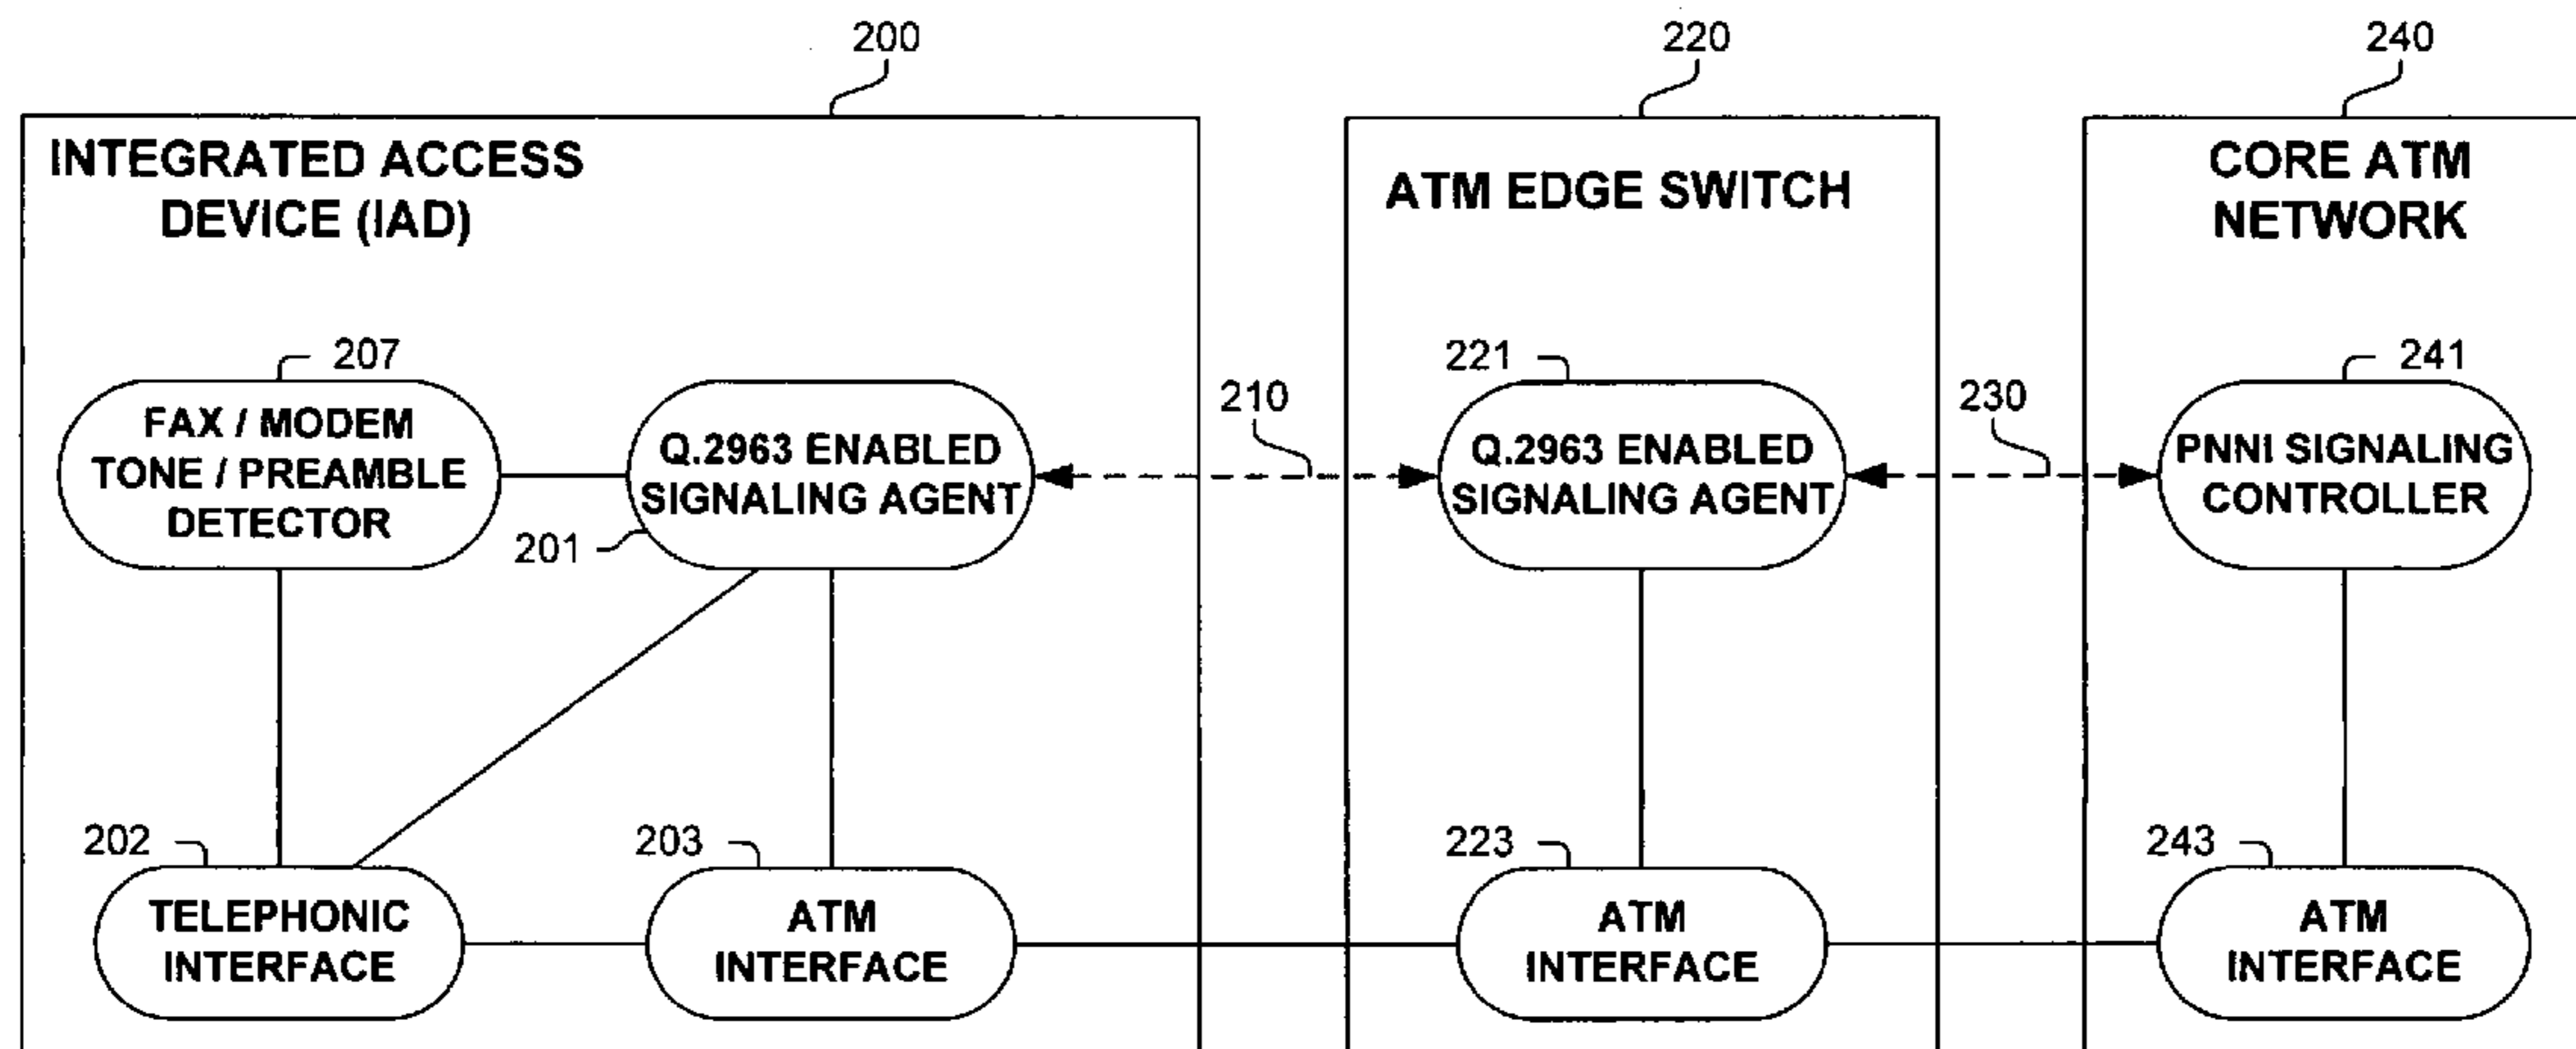 200
220
240
INTEGRATED ACCESS
DEVICE (IAD)
ATM EDGE SWITCH
CORE ATM
NETWORK
207
FAX / MODEM
TONE / PREAMBLE
DETECTOR
Q.2963 ENABLED
SIGNALING AGENT
201
210
221
Q.2963 ENABLED
SIGNALING AGENT
230
241
PNNI SIGNALING
CONTROLLER
202
TELEPHONIC
INTERFACE
203
ATM
INTERFACE
223
ATM
INTERFACE
243
ATM
INTERFACE